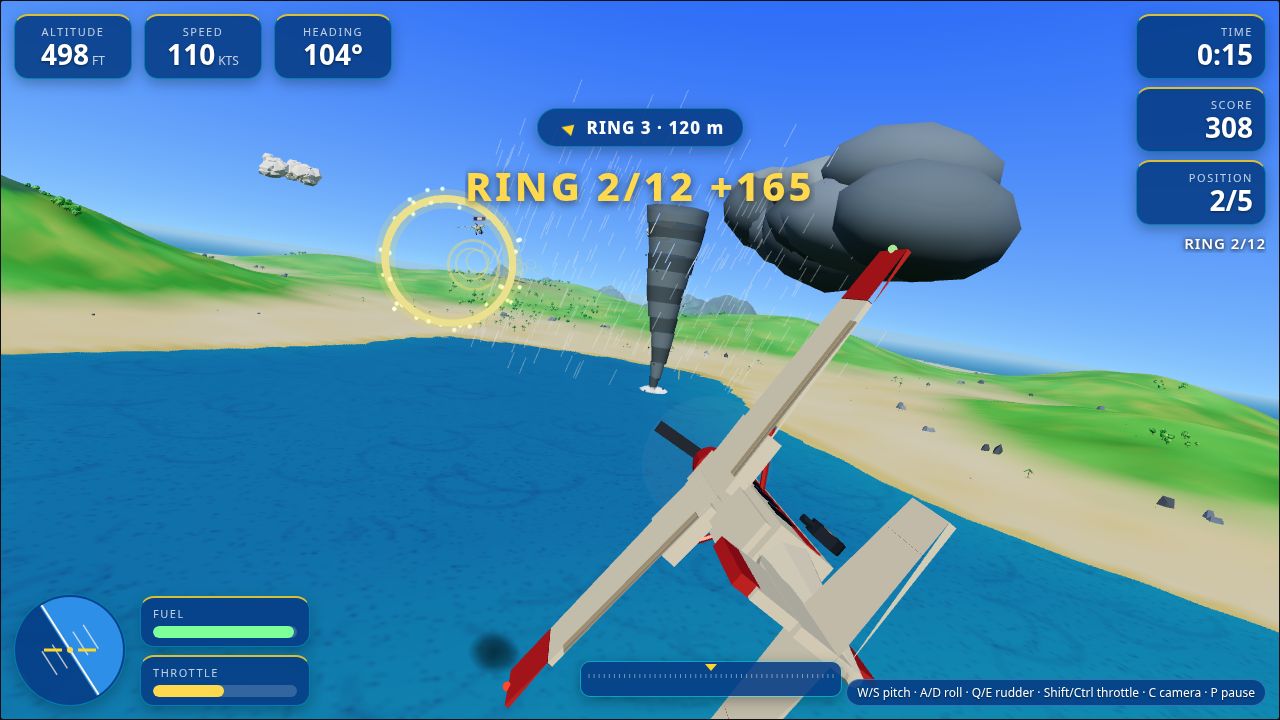 ALTITUDE
498 FT
SPEED
110 KTS
HEADING
104°
TIME
0:15
SCORE
308
POSITION
2/5
RING 2/12
RING 3 · 120 m
RING 2/12 +165
FUEL
THROTTLE
W/S pitch · A/D roll · Q/E rudder · Shift/Ctrl throttle · C camera · P pause